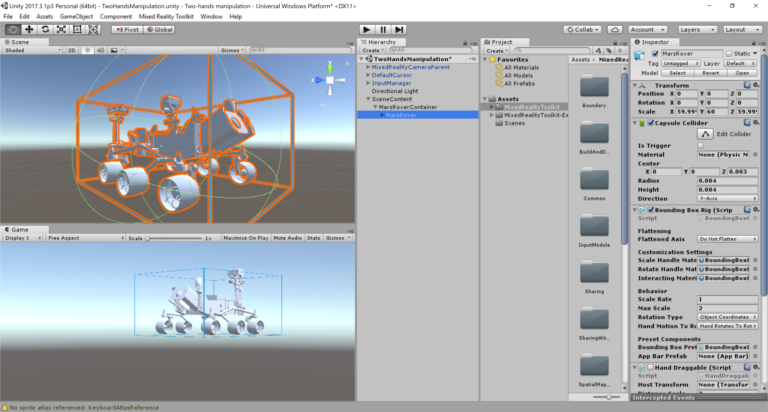 Unity 2017.3.1p3 Personal (64bit) - TwoHandsManipulation.unity - Two-hands manipulation - Universal Windows Platform* <DX11>
File Edit Assets GameObject Component Mixed Reality Toolkit Window Help
Pivot Global Collab Account Layers Layout
Scene
Shaded 2D Gizmos All
Game
Display 1 Free Aspect Scale 1x Maximize On Play Mute Audio Stats Gizmos
Hierarchy
Create All
TwoHandsManipulation*
MixedRealityCameraParent
DefaultCursor
InputManager
Directional Light
SceneContent
MarsRoverContainer
MarsRover
Project
Create
Favorites
All Materials
All Models
All Prefabs
Assets
MixedRealityToolkit
MixedRealityToolkit-Ex
Scenes
Assets MixedRea
Boundary
BuildAndD...
Common
InputModule
Sharing
SharingWit...
SpatialMap...
Inspector
MarsRover Static
Tag Untagged Layer Default
Model Select Revert Open
Transform
Position X 0 Y 0 Z 0
Rotation X 0 Y 0 Z 0
Scale X 59.999 Y 60 Z 59.999
Capsule Collider
Edit Collider
Is Trigger
Material None (Physic M
Center
X 0 Y 0 Z 0.003
Radius 0.004
Height 0.004
Direction Y-Axis
Bounding Box Rig (Scrip
Script BoundingBoxR
Flattening
Flattened Axis Do Not Flatten
Customization Settings
Scale Handle Mate BoundingBoxH
Rotate Handle Mat BoundingBoxH
Interacting Materia BoundingBoxH
Behavior
Scale Rate 1
Max Scale 2
Rotation Type Object Coordinates
Hand Motion To Ro Hand Rotates To Rot
Preset Components
Bounding Box Pref BoundingBoxB
App Bar Prefab None (App Bar)
Hand Draggable (Script
Script HandDraggab
Host Transform None (Transfor
Intercepted Events
No sprite atlas referenced: KeyboardAtlasReference